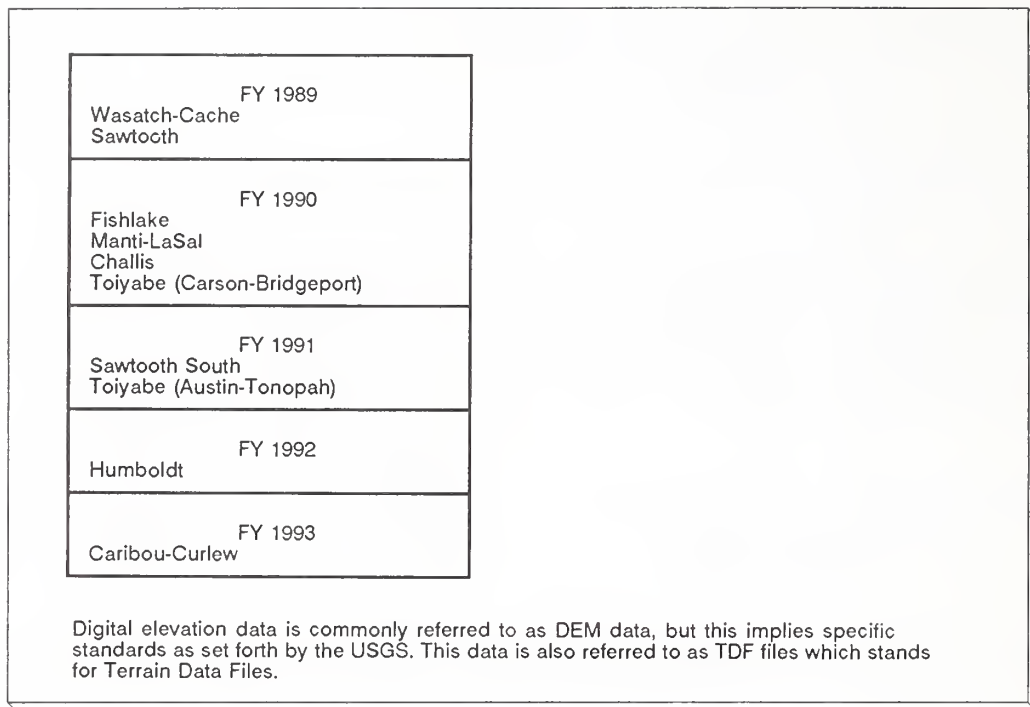 FY 1989
Wasatch-Cache
Sawtooth
FY 1990
Fishlake
Manti-LaSal
Challis
Toiyabe (Carson-Bridgeport)
FY 1991
Sawtooth South
Toiyabe (Austin-Tonopah)
FY 1992
Humboldt
FY 1993
Caribou-Curlew
Digital elevation data is commonly referred to as DEM data, but this implies specific
standards as set forth by the USGS. This data is also referred to as TDF files which stands
for Terrain Data Files.